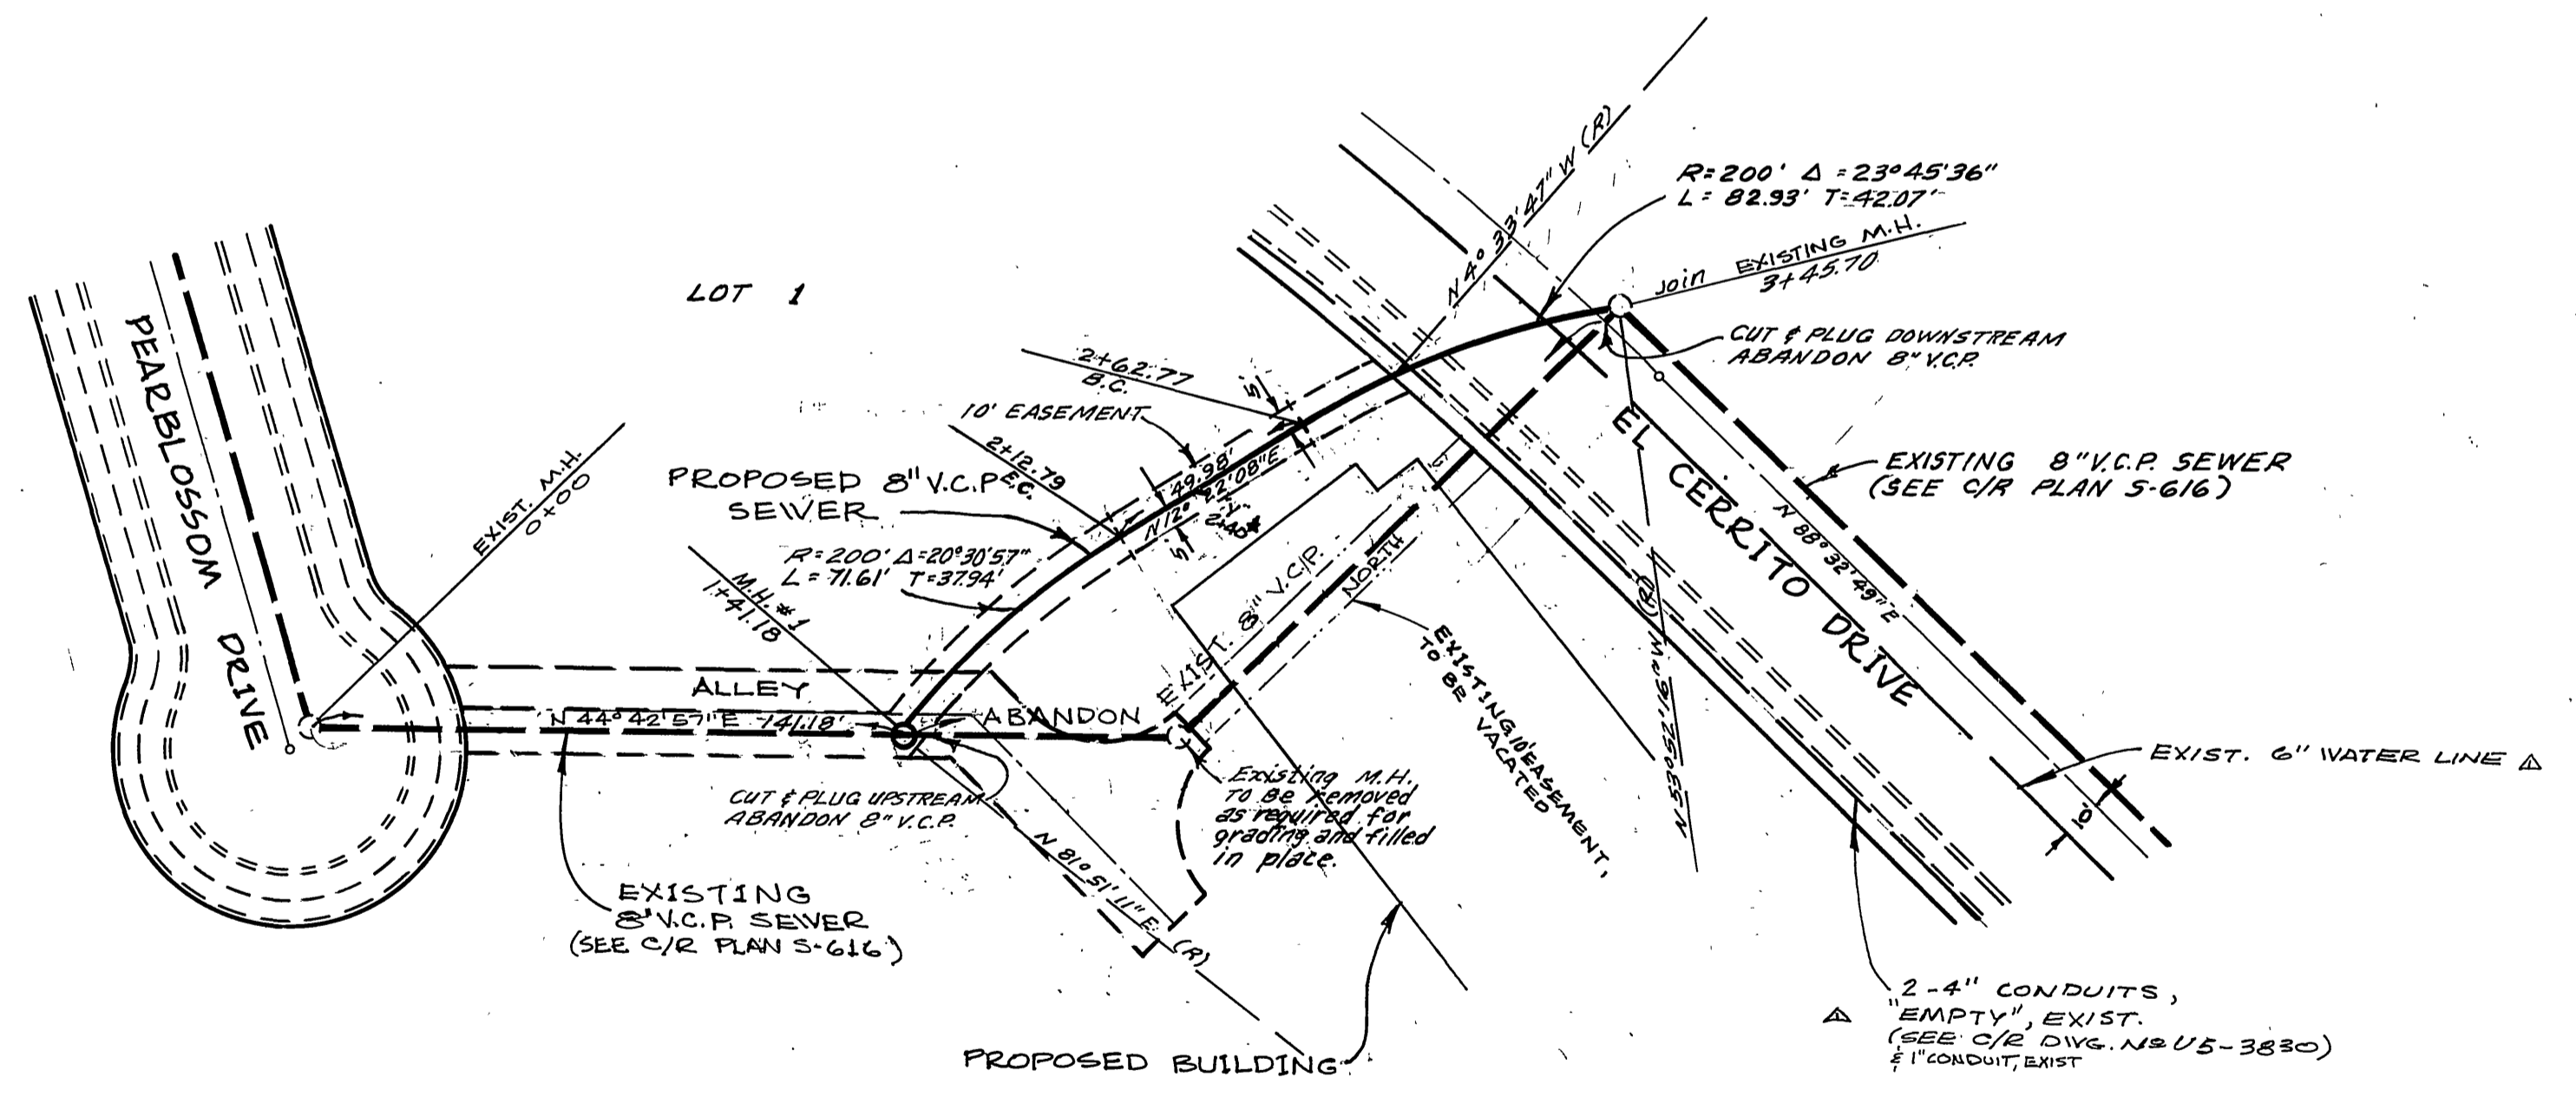 LOT 1
PEARBLOSSOM DRIVE
EXIST. M.H.
0+00
R=200' Δ=23°45'36"
L=82.93' T=42.07'
N 4° 33' 47" W (R)
Join EXISTING M.H.
3+45.70
CUT & PLUG DOWNSTREAM
ABANDON 8" V.C.P.
2+62.77
B.C.
5'
10' EASEMENT
2+12.79
E.C.
49.98'
N 12° 22' 08" E
5'
PROPOSED 8" V.C.P.
SEWER
R=200' Δ=20°30'57"
L=71.61' T=37.94'
M.H. #1
1+41.18
EL CERRITO DRIVE
EXISTING 8" V.C.P. SEWER
(SEE C/R PLAN S-616)
N 88° 32' 49" E
EXIST. 8" V.C.P.
NORTH
EXISTING 10' EASEMENT,
TO BE VACATED
ALLEY
N 44° 42' 57" E 141.18'
ABANDON
Existing M.H.
TO BE removed
as required for
grading and filled
in place.
CUT & PLUG UPSTREAM
ABANDON 8" V.C.P.
N 81° 51' 11" E (R)
EXISTING
8" V.C.P. SEWER
(SEE C/R PLAN S-616)
EXIST. 6" WATER LINE △
10'
PROPOSED BUILDING
2-4" CONDUITS,
"EMPTY", EXIST.
(SEE C/R DWG. No U5-3830)
& 1" CONDUIT, EXIST